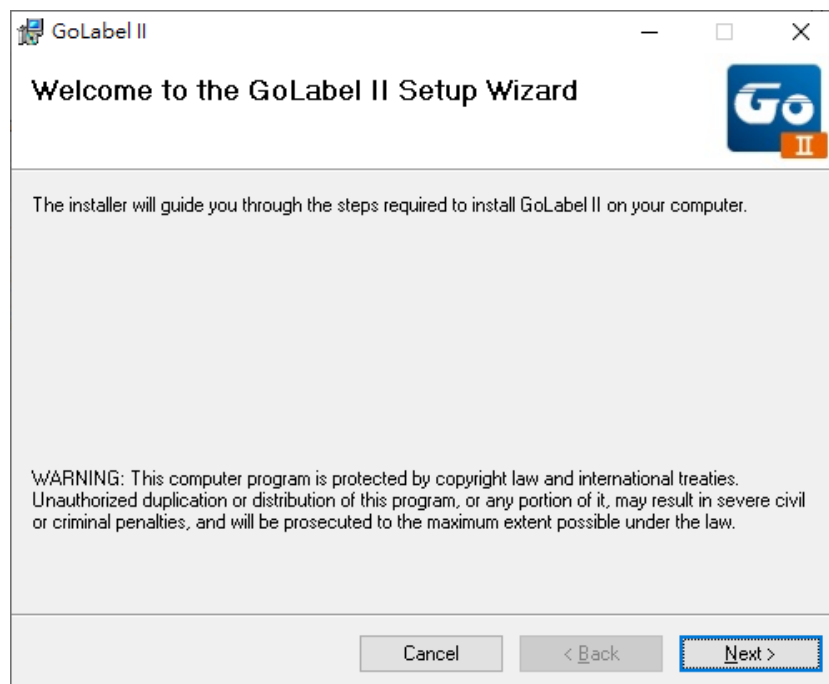 GoLabel II
Welcome to the GoLabel II Setup Wizard
Go
II
The installer will guide you through the steps required to install GoLabel II on your computer.
WARNING: This computer program is protected by copyright law and international treaties.
Unauthorized duplication or distribution of this program, or any portion of it, may result in severe civil
or criminal penalties, and will be prosecuted to the maximum extent possible under the law.
Cancel < Back Next >